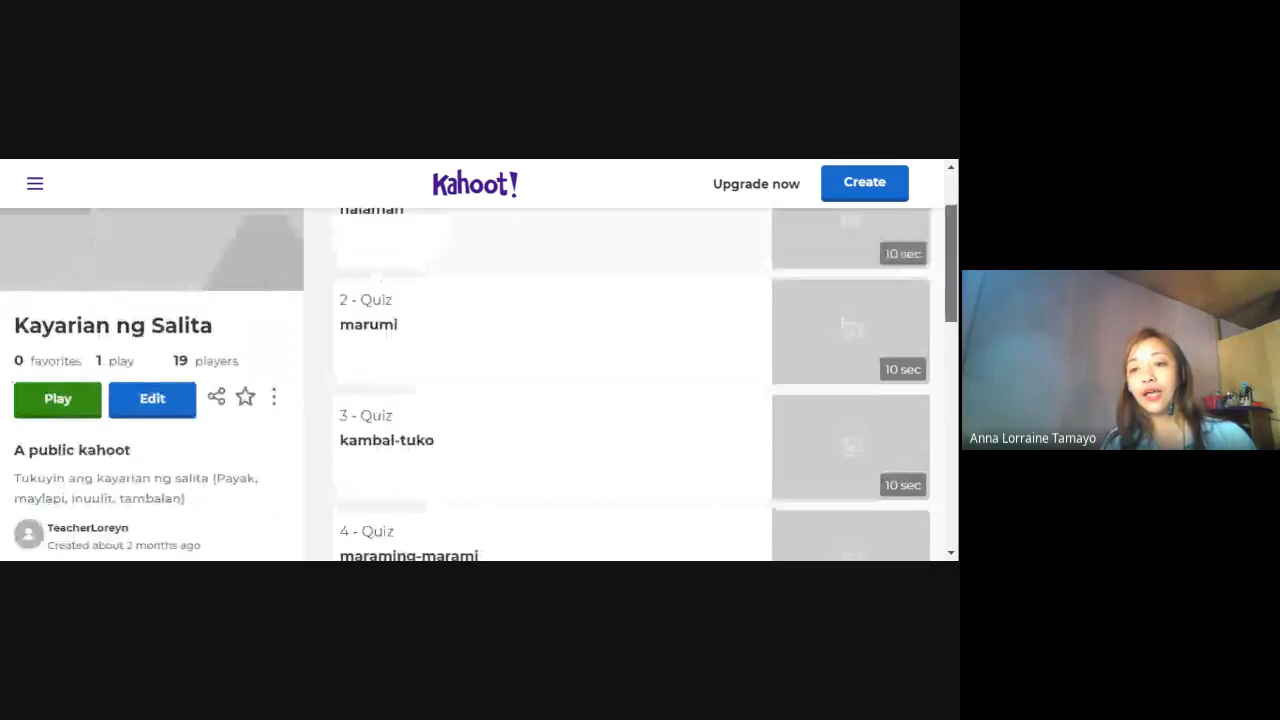 Kahoot!
Upgrade now
Create
halaman
10 sec
2 - Quiz
marumi
10 sec
3 - Quiz
kambal-tuko
10 sec
4 - Quiz
maraming-marami
Kayarian ng Salita
0 favorites 1 play 19 players
Play
Edit
A public kahoot
Tukuyin ang kayarian ng salita (Payak,
maylapi, inuulit, tambalan)
TeacherLoreyn
Created about 2 months ago
Anna Lorraine Tamayo